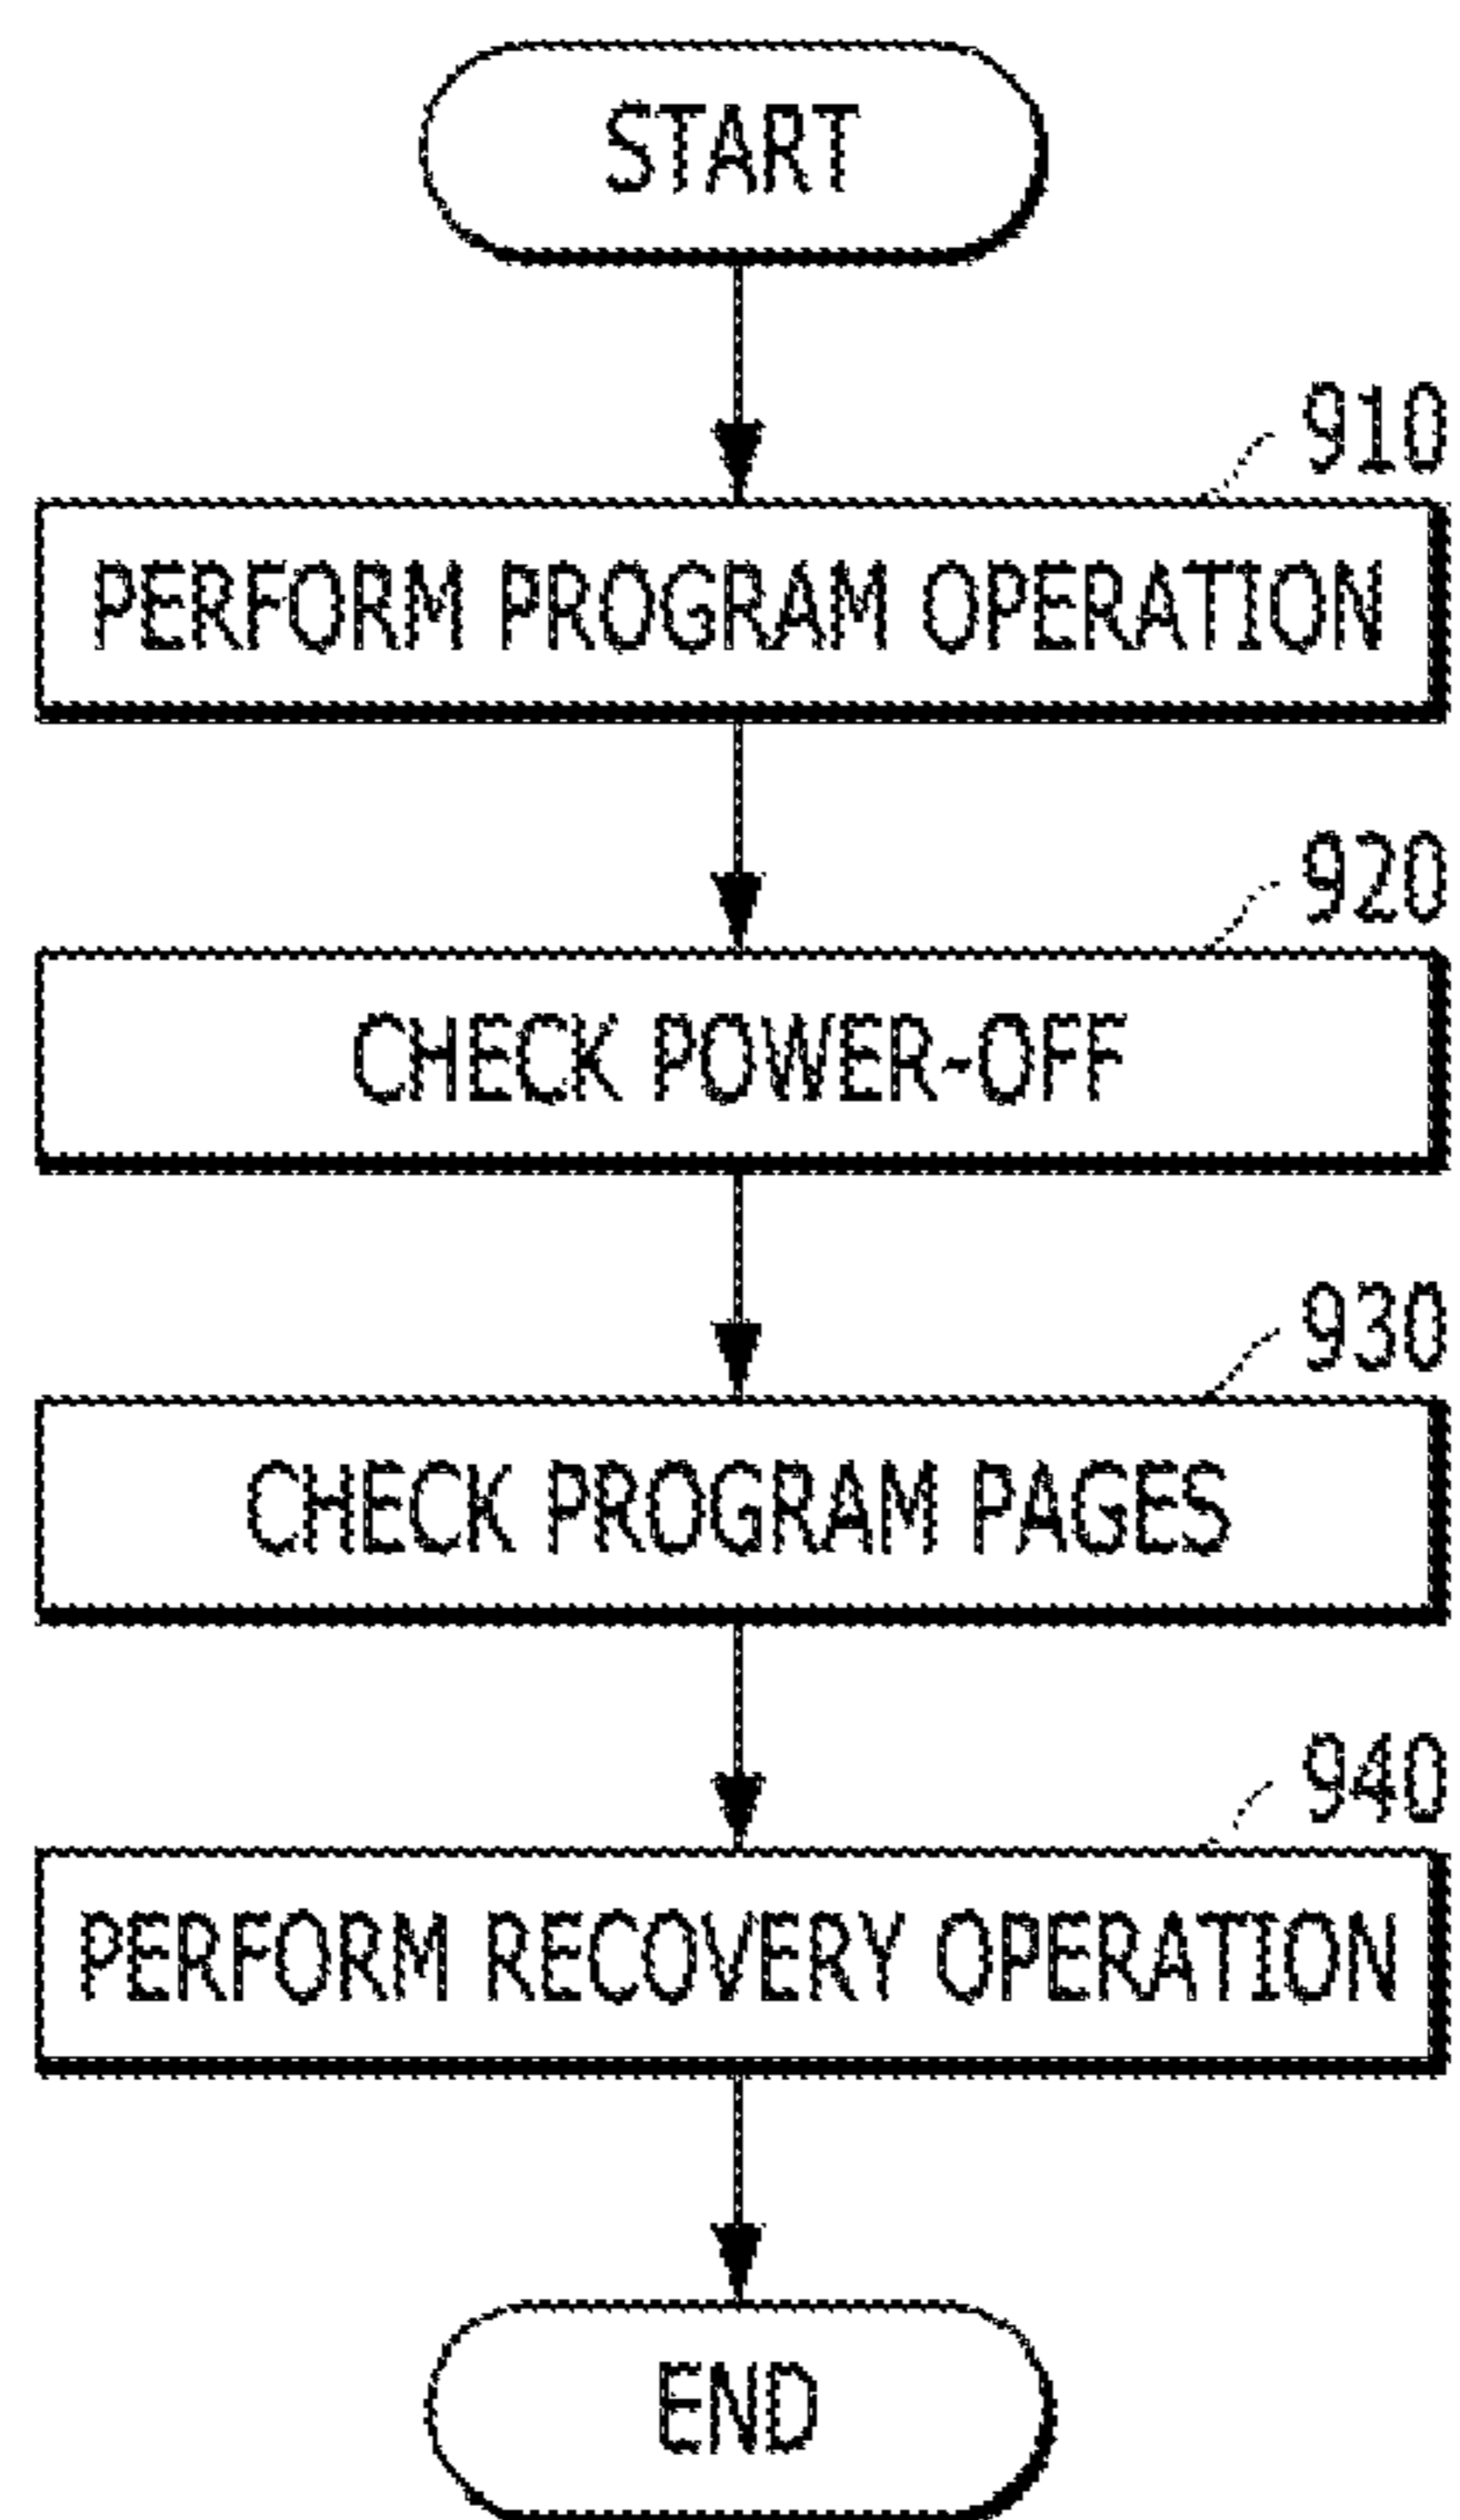 START
910
PERFORM PROGRAM OPERATION
920
CHECK POWER-OFF
930
CHECK PROGRAM PAGES
940
PERFORM RECOVERY OPERATION
END